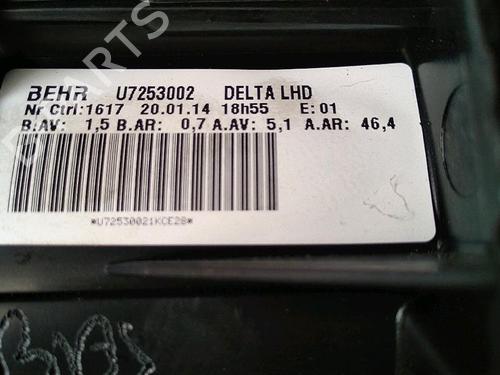 BEHR U7253002 DELTA LHD
Nr Ctrl:1617 20.01.14 18h55 E:01
B.AV: 1,5 B.AR: 0,7 A.AV: 5,1 A.AR: 46,4
*U72530021KCE28*
PARTS